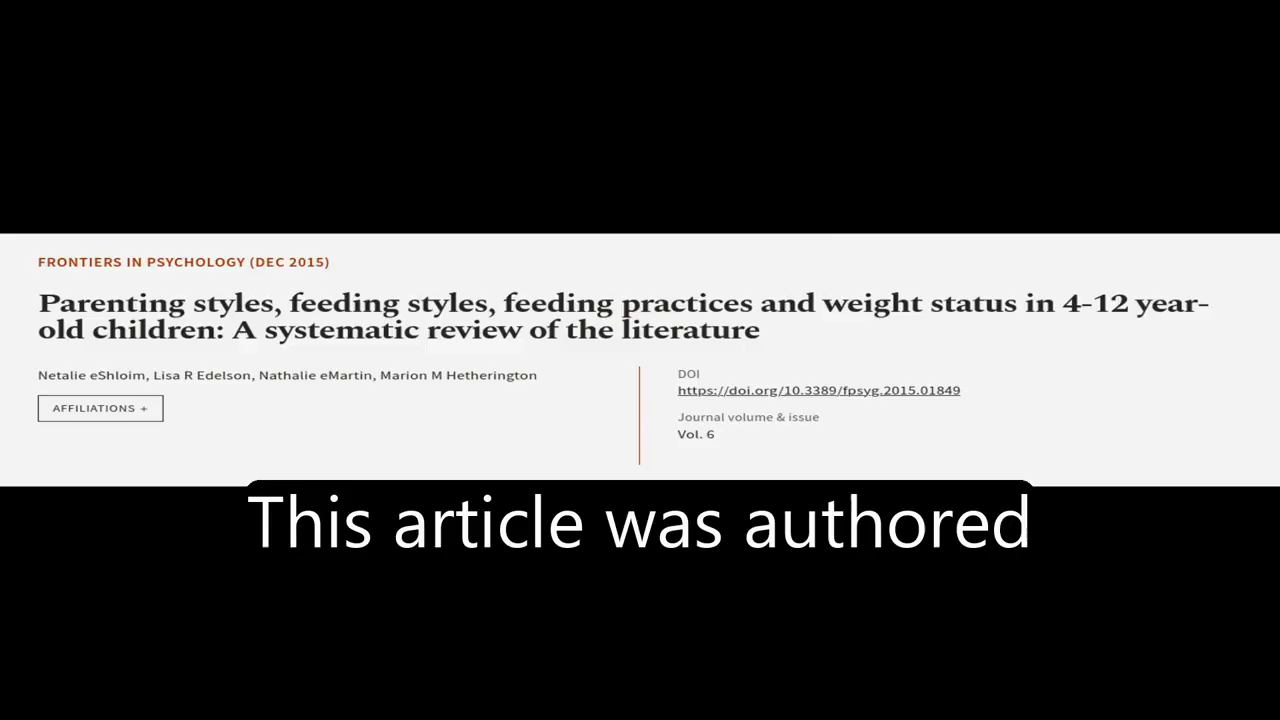 FRONTIERS IN PSYCHOLOGY (DEC 2015)
Parenting styles, feeding styles, feeding practices and weight status in 4-12 year-
old children: A systematic review of the literature
Netalie eShloim, Lisa R Edelson, Nathalie eMartin, Marion M Hetherington
AFFILIATIONS +
DOI
https://doi.org/10.3389/fpsyg.2015.01849
Journal volume & issue
Vol. 6
This article was authored